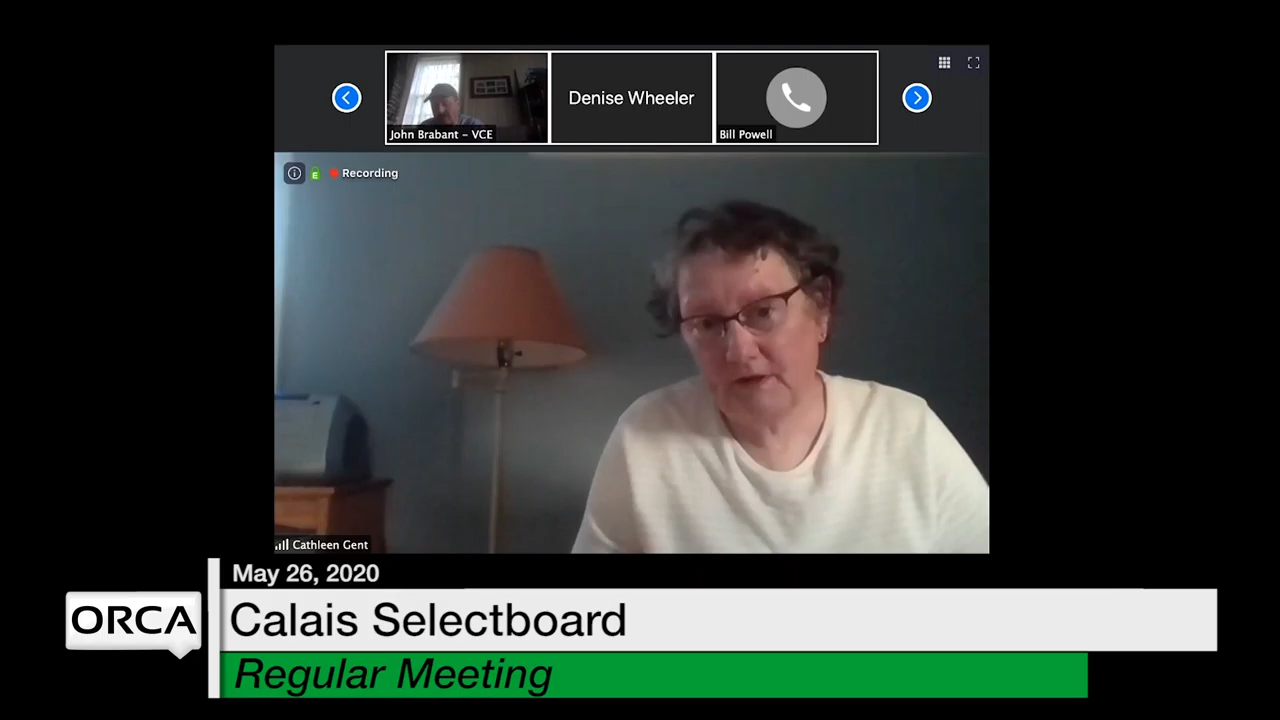 John Brabant - VCE
Denise Wheeler
Bill Powell
E
Recording
Cathleen Gent
May 26, 2020
ORCA
Calais Selectboard
Regular Meeting